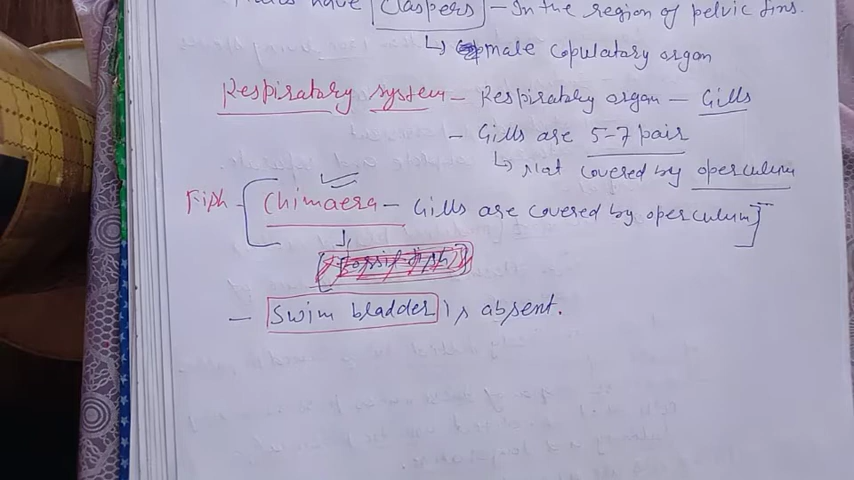 have Claspers - In the region of pelvic fins.
↳ male copulatory organ
Respiratory system - Respiratory organ - Gills
- Gills are 5-7 pair
↳ Not covered by operculum
Fish - [Chimaera - Gills are covered by operculum]
- Swim bladder is absent.